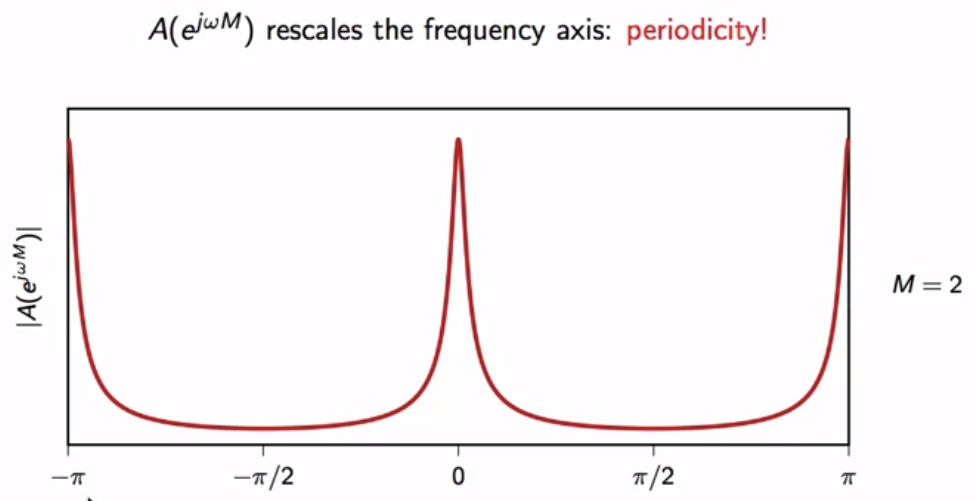 A(e^{jωM}) rescales the frequency axis: periodicity!
|A(e^{jωM})|
M = 2
−π −π/2 0 π/2 π